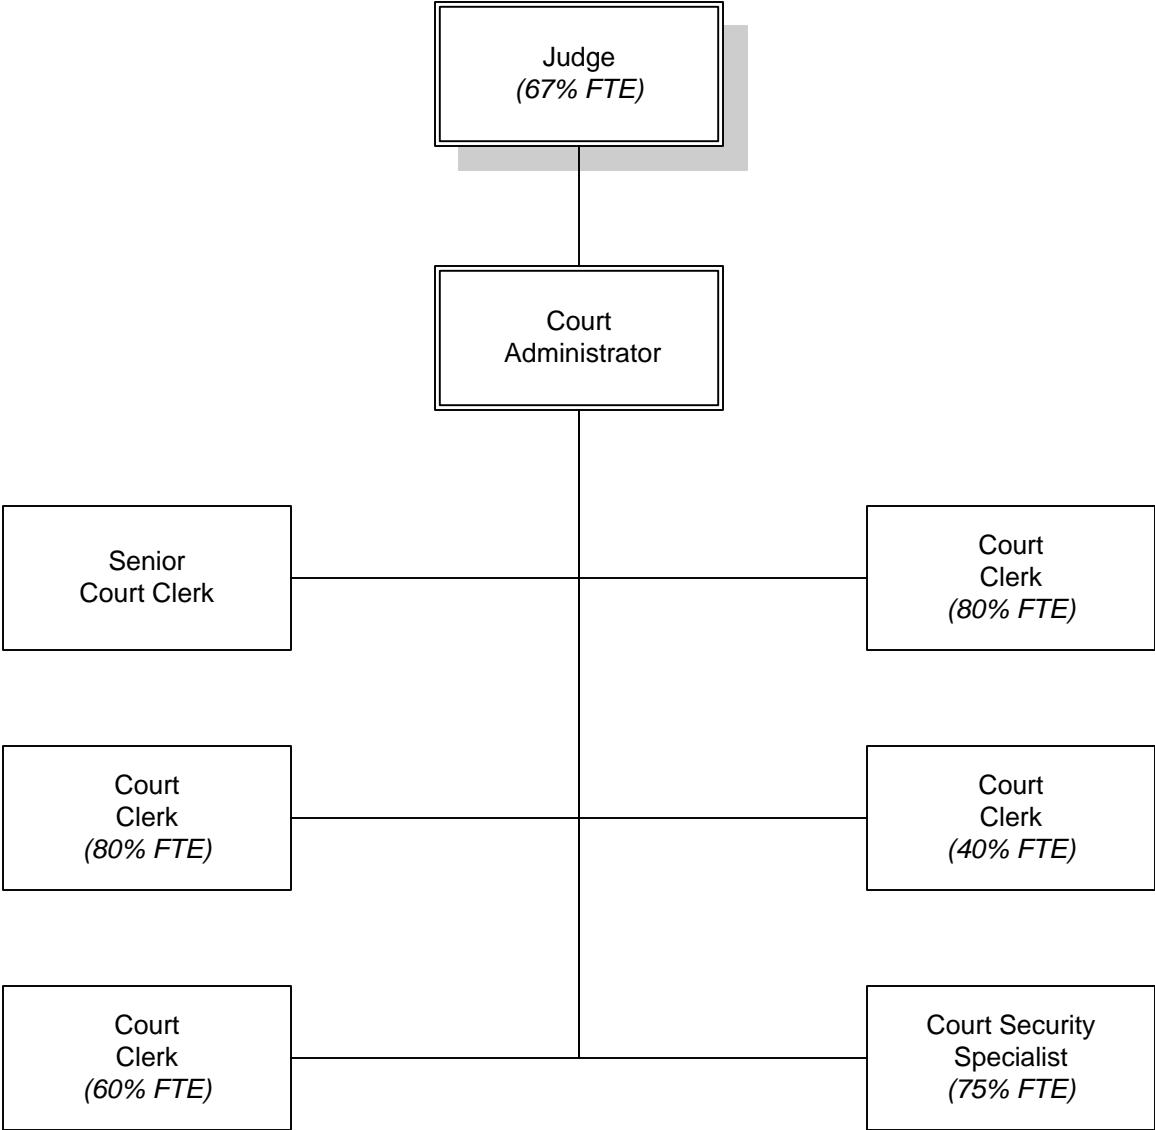 Judge
(67% FTE)
Court
Administrator
Senior
Court Clerk
Court
Clerk
(80% FTE)
Court
Clerk
(80% FTE)
Court
Clerk
(40% FTE)
Court
Clerk
(60% FTE)
Court Security
Specialist
(75% FTE)